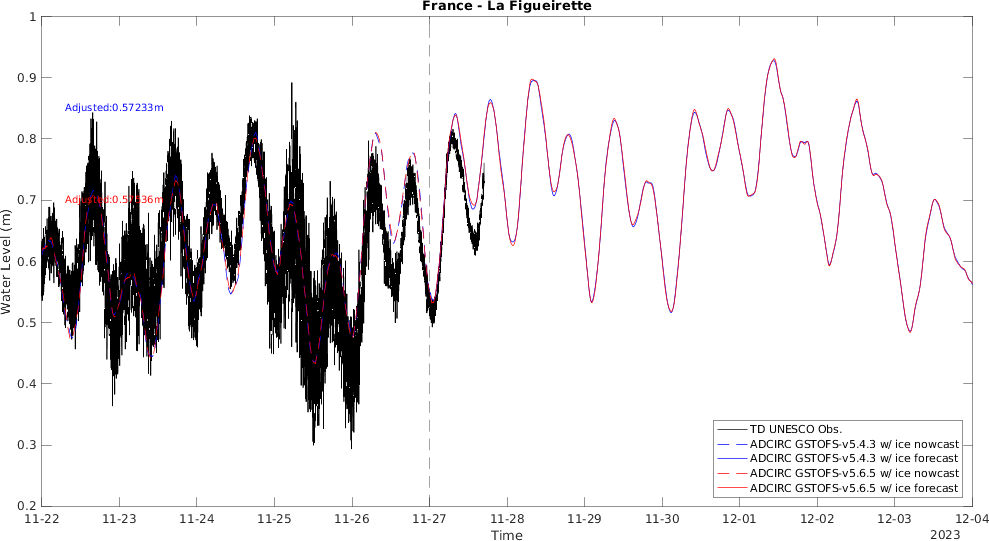 France - La Figueirette
1
0.9
0.8
0.7
0.6
0.5
0.4
0.3
0.2
Water Level (m)
Adjusted:0.57233m
TD UNESCO Obs.
ADCIRC GSTOFS-v5.4.3 w/ ice nowcast
ADCIRC GSTOFS-v5.4.3 w/ ice forecast
ADCIRC GSTOFS-v5.6.5 w/ ice nowcast
ADCIRC GSTOFS-v5.6.5 w/ ice forecast
11-22 11-23 11-24 11-25 11-26 11-27 11-28 11-29 11-30 12-01 12-02 12-03 12-04
Time
2023